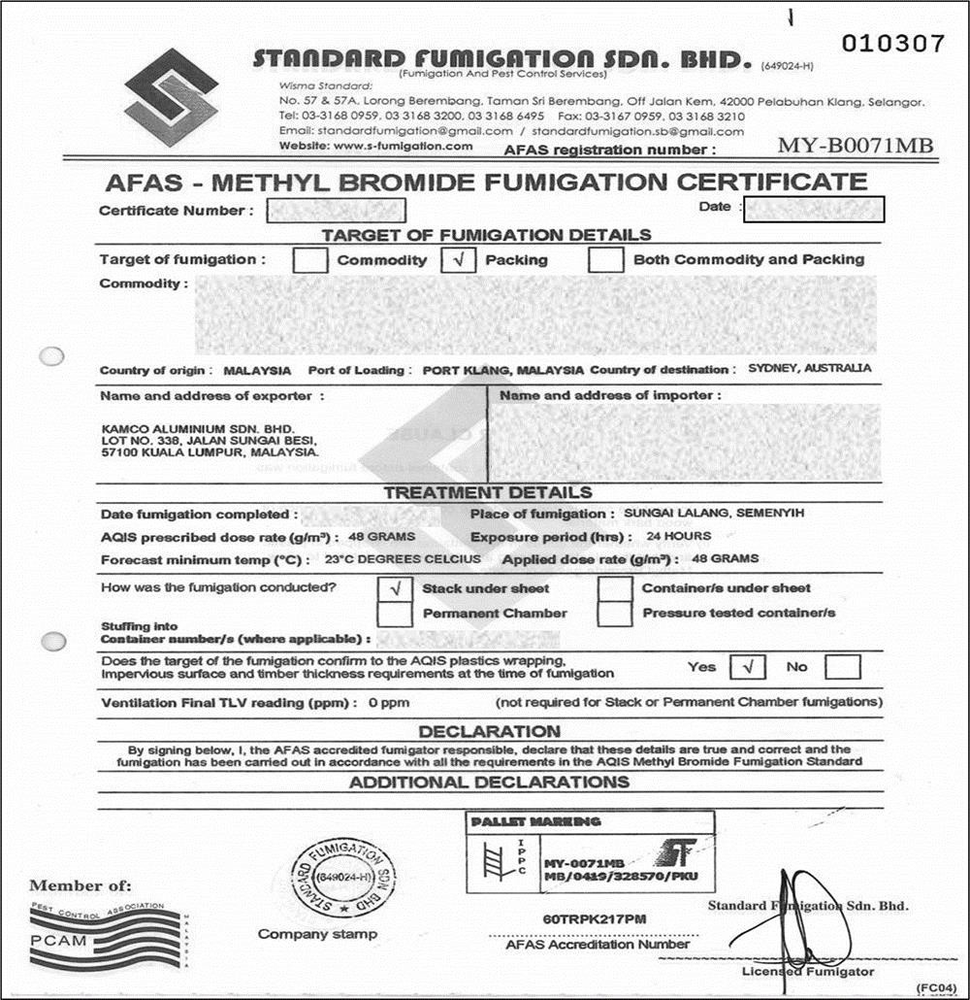 010307
STANDARD FUMIGATION SDN. BHD. (649024-H)
(Fumigation And Pest Control Services)
Wisma Standard:
No. 57 & 57A, Lorong Berembang, Taman Sri Berembang, Off Jalan Kem, 42000 Pelabuhan Klang, Selangor.
Tel: 03-3168 0959, 03 3168 3200, 03 3168 6495 Fax: 03-3167 0959, 03 3168 3210
Email: standardfumigation@gmail.com / standardfumigation.sb@gmail.com
Website: www.s-fumigation.com AFAS registration number : MY-B0071MB
AFAS - METHYL BROMIDE FUMIGATION CERTIFICATE
Certificate Number : Date :
TARGET OF FUMIGATION DETAILS
Target of fumigation : Commodity √ Packing Both Commodity and Packing
Commodity :
Country of origin : MALAYSIA Port of Loading : PORT KLANG, MALAYSIA Country of destination : SYDNEY, AUSTRALIA
Name and address of exporter : Name and address of importer :
KAMCO ALUMINIUM SDN. BHD.
LOT NO. 338, JALAN SUNGAI BESI,
57100 KUALA LUMPUR, MALAYSIA.
TREATMENT DETAILS
Date fumigation completed : Place of fumigation : SUNGAI LALANG, SEMENYIH
AQIS prescribed dose rate (g/m³) : 48 GRAMS Exposure period (hrs) : 24 HOURS
Forecast minimum temp (°C) : 23°C DEGREES CELCIUS Applied dose rate (g/m³) : 48 GRAMS
How was the fumigation conducted? √ Stack under sheet Container/s under sheet
Permanent Chamber Pressure tested container/s
Stuffing into
Container number/s (where applicable) :
Does the target of the fumigation confirm to the AQIS plastics wrapping,
Impervious surface and timber thickness requirements at the time of fumigation Yes √ No
Ventilation Final TLV reading (ppm) : 0 ppm (not required for Stack or Permanent Chamber fumigations)
DECLARATION
By signing below, I, the AFAS accredited fumigator responsible, declare that these details are true and correct and the
fumigation has been carried out in accordance with all the requirements in the AQIS Methyl Bromide Fumigation Standard
ADDITIONAL DECLARATIONS
PALLET MARKING
IPPC
MY-0071MB
MB/0419/328570/PKU
STANDARD FUMIGATION SDN BHD
(649024-H)
Company stamp
60TRPK217PM
AFAS Accreditation Number
Standard Fumigation Sdn. Bhd.
Licensed Fumigator
Member of:
PEST CONTROL ASSOCIATION
MALAYSIA
PCAM
(FC04)